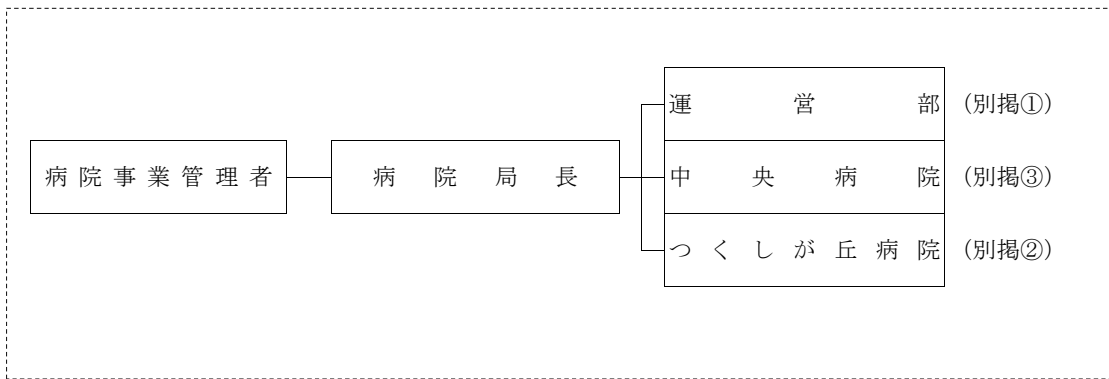 運営部 (別掲①)
病院事業管理者 病院局長 中央病院 (別掲③)
つくしが丘病院 (別掲②)